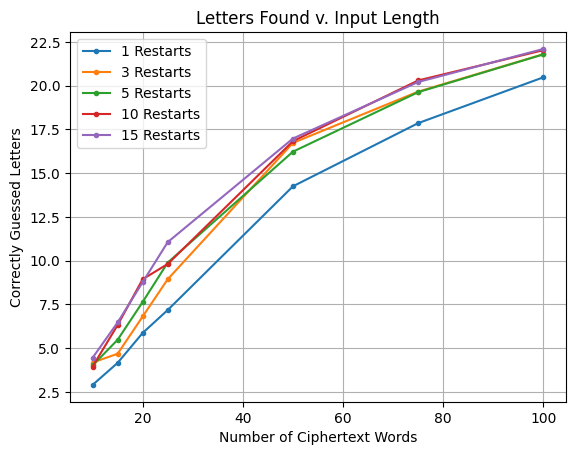 Letters Found v. Input Length
22.5
20.0
17.5
15.0
12.5
10.0
7.5
5.0
2.5
Correctly Guessed Letters
1 Restarts
3 Restarts
5 Restarts
10 Restarts
15 Restarts
20 40 60 80 100
Number of Ciphertext Words